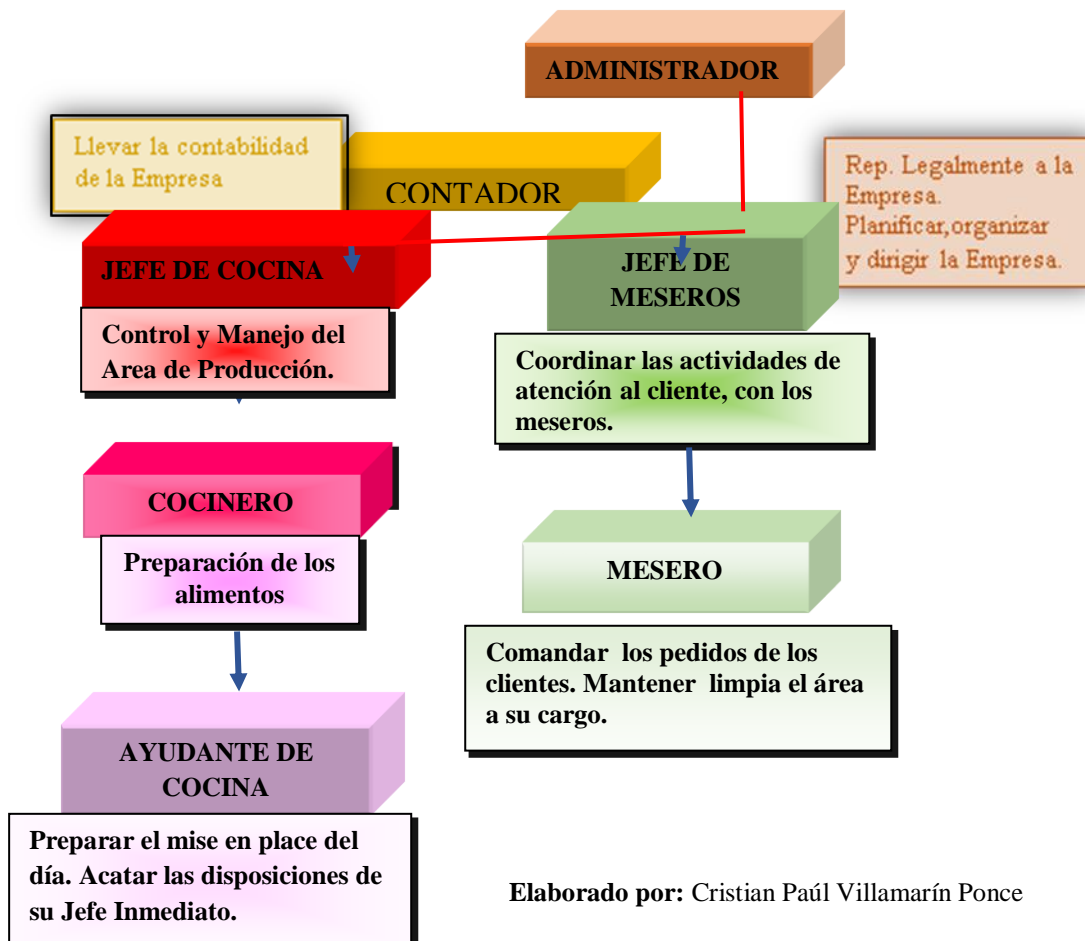 ADMINISTRADOR
Llevar la contabilidad
de la Empresa
CONTADOR
Rep. Legalmente a la
Empresa.
Planificar,organizar
y dirigir la Empresa.
JEFE DE COCINA
Control y Manejo del
Area de Producción.
JEFE DE
MESEROS
Coordinar las actividades de
atención al cliente, con los
meseros.
COCINERO
Preparación de los
alimentos
MESERO
Comandar los pedidos de los
clientes. Mantener limpia el área
a su cargo.
AYUDANTE DE
COCINA
Preparar el mise en place del
día. Acatar las disposiciones de
su Jefe Inmediato.
Elaborado por: Cristian Paúl Villamarín Ponce